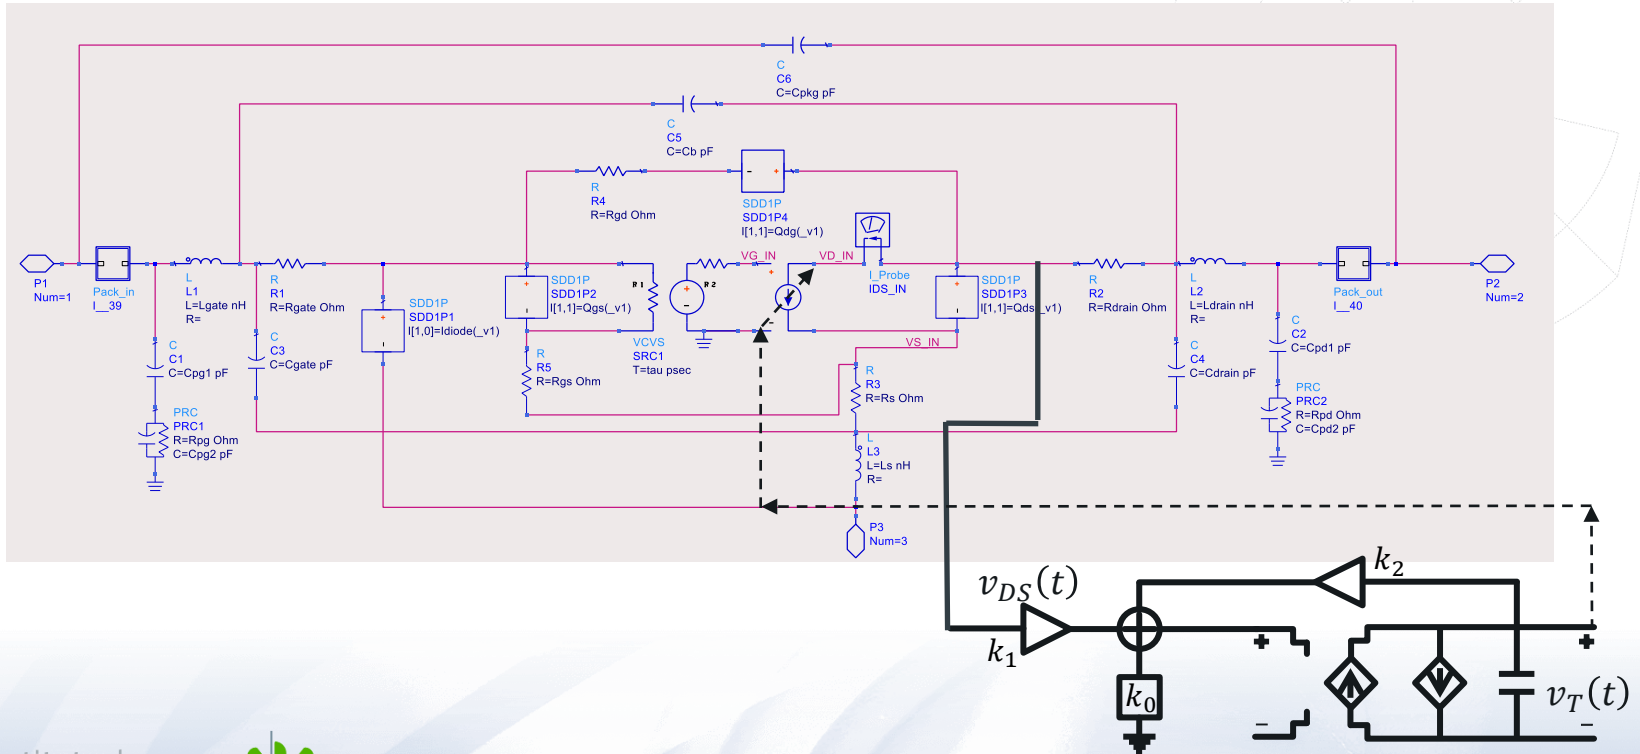 C
C6
C=Cpkg pF
C
C5
C=Cb pF
R
R4
R=Rgd Ohm
- +
SDD1P
SDD1P4
I[1,1]=Qdg(_v1)
P1
Num=1
Pack_in
I__39
L
L1
L=Lgate nH
R=
R
R1
R=Rgate Ohm
SDD1P
SDD1P1
I[1,0]=Idiode(_v1)
SDD1P
SDD1P2
I[1,1]=Qgs(_v1)
R1
R2
VG_IN
VD_IN
I_Probe
IDS_IN
SDD1P
SDD1P3
I[1,1]=Qds(_v1)
R
R2
R=Rdrain Ohm
L
L2
L=Ldrain nH
R=
Pack_out
I__40
P2
Num=2
C
C1
C=Cpg1 pF
C
C3
C=Cgate pF
R
R5
R=Rgs Ohm
VCVS
SRC1
T=tau psec
VS_IN
R
R3
R=Rs Ohm
C
C4
C=Cdrain pF
C
C2
C=Cpd1 pF
PRC
PRC1
R=Rpg Ohm
C=Cpg2 pF
PRC
PRC2
R=Rpd Ohm
C=Cpd2 pF
L
L3
L=Ls nH
R=
P3
Num=3
v_DS(t)
k_1
k_2
k_0
+ +
v_T(t)
− −